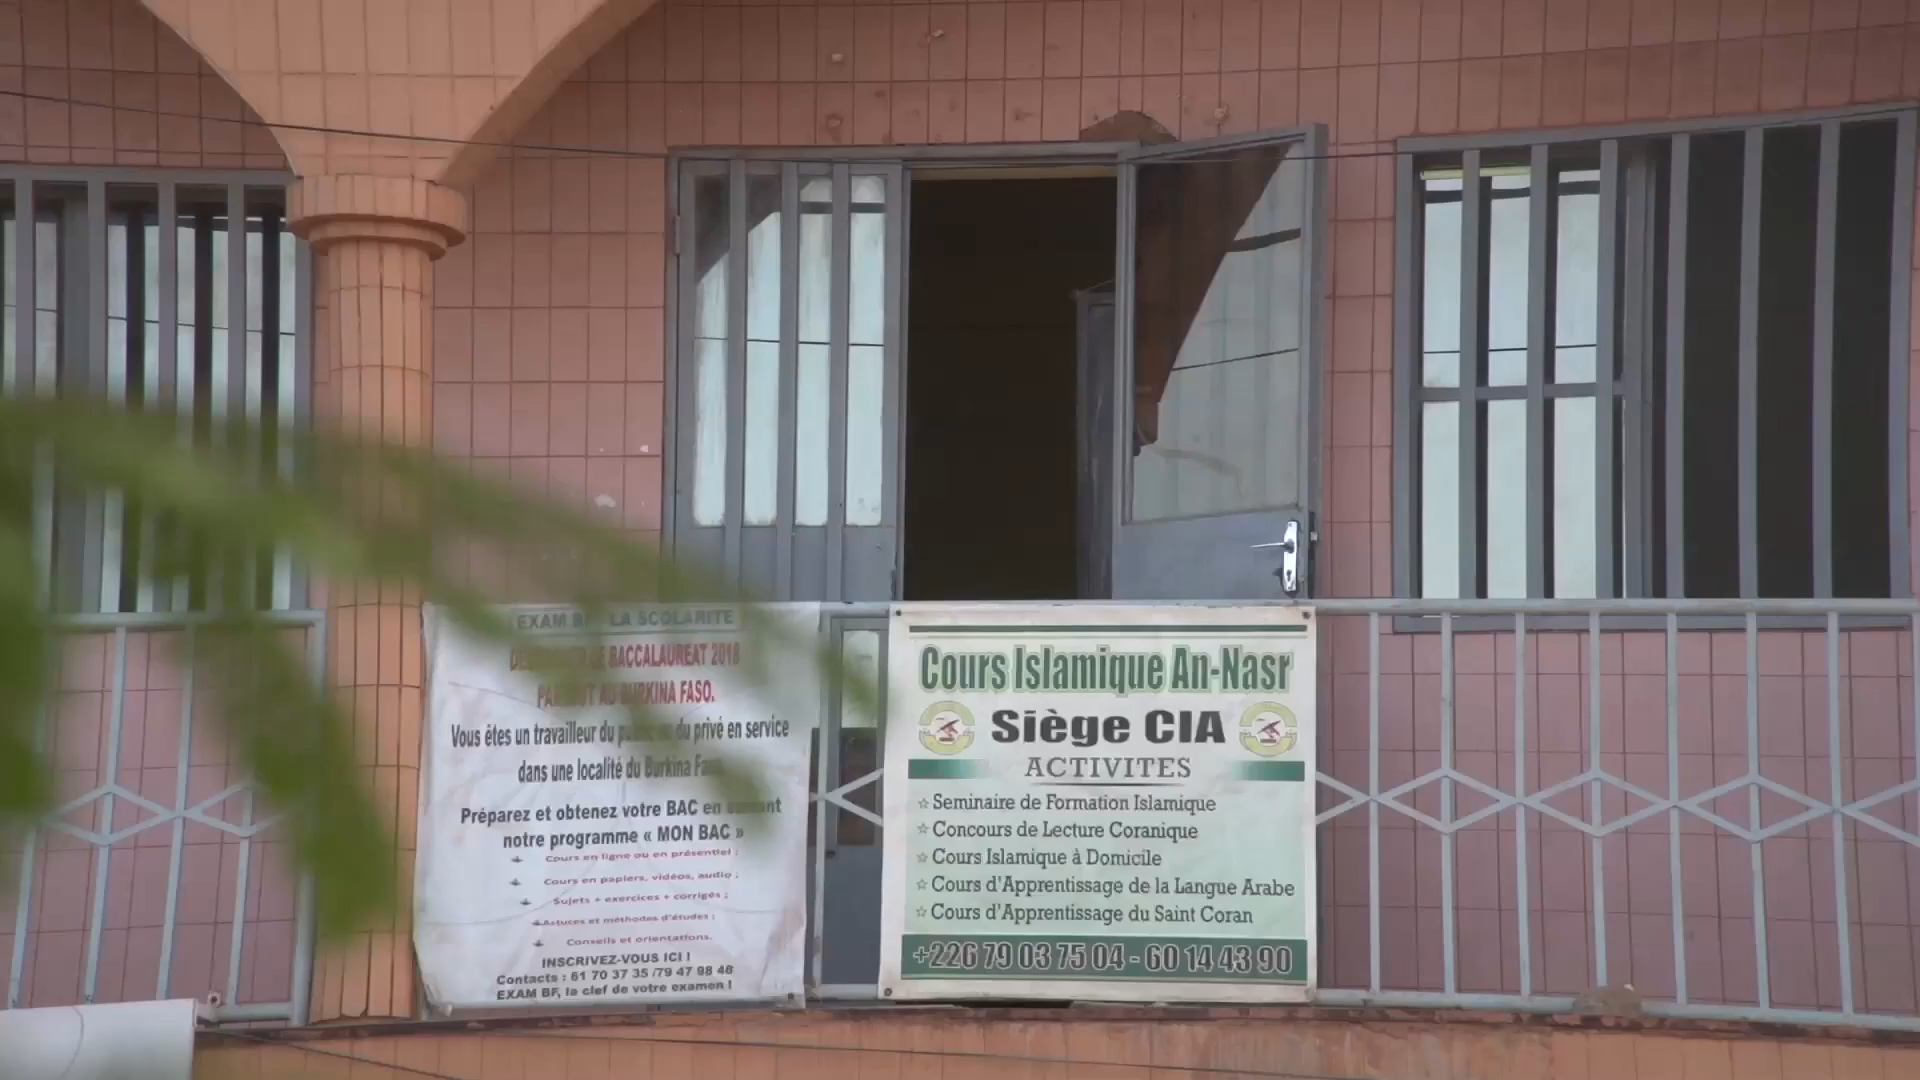 EXAM BF LA SCOLARITE
LE BACCALAUREAT 2018
AU BURKINA FASO.
Vous êtes un travailleur du du privé en service
dans une localité du Burkina
Préparez et obtenez votre BAC en
notre programme « MON BAC »
Cours en ligne ou en présentiel ;
Cours en papiers, vidéos, audio ;
Sujets + exercices + corrigés ;
Astuces et méthodes d'études ;
Conseils et orientations.
INSCRIVEZ-VOUS ICI !
Contacts : 61 70 37 35 /79 47 98 48
EXAM BF, la clef de votre examen !
Cours Islamique An-Nasr
Siège CIA
ACTIVITES
☆ Seminaire de Formation Islamique
☆ Concours de Lecture Coranique
☆ Cours Islamique à Domicile
☆ Cours d'Apprentissage de la Langue Arabe
☆ Cours d'Apprentissage du Saint Coran
+226 79 03 75 04 - 60 14 43 90